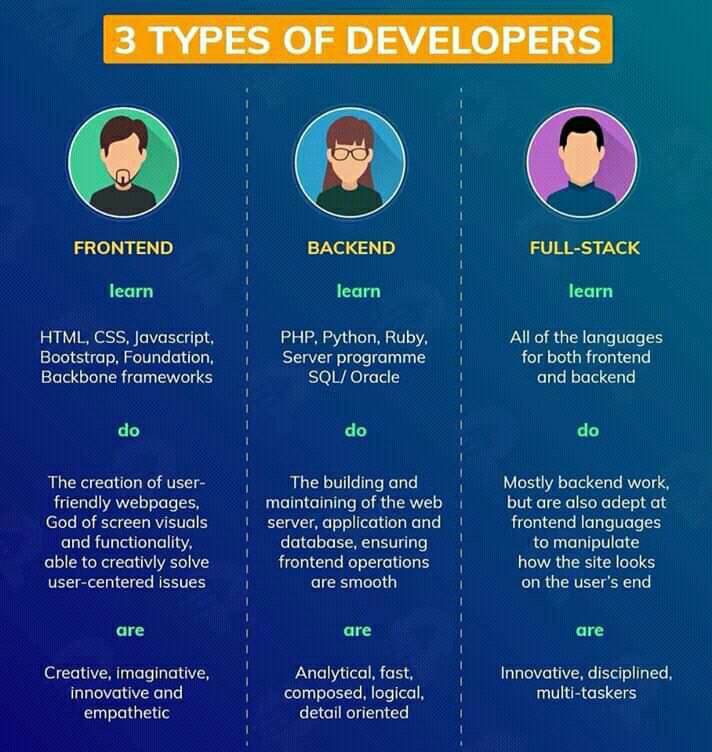 3 TYPES OF DEVELOPERS
FRONTEND
learn
HTML, CSS, Javascript,
Bootstrap, Foundation,
Backbone frameworks
do
The creation of user-
friendly webpages,
God of screen visuals
and functionality,
able to creativly solve
user-centered issues
are
Creative, imaginative,
innovative and
empathetic
BACKEND
learn
PHP, Python, Ruby,
Server programme
SQL/ Oracle
do
The building and
maintaining of the web
server, application and
database, ensuring
frontend operations
are smooth
are
Analytical, fast,
composed, logical,
detail oriented
FULL-STACK
learn
All of the languages
for both frontend
and backend
do
Mostly backend work,
but are also adept at
frontend languages
to manipulate
how the site looks
on the user's end
are
Innovative, disciplined,
multi-taskers